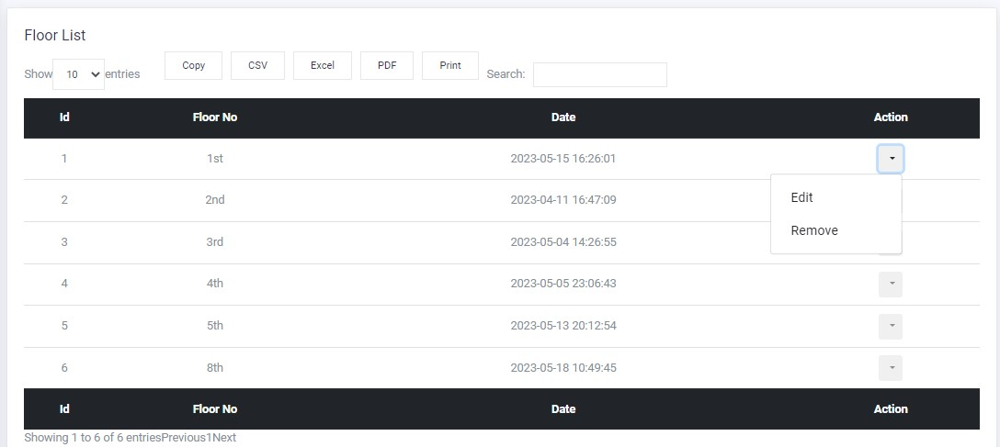 Floor List
Show 10 entries Copy CSV Excel PDF Print Search:
Id Floor No Date Action
1 1st 2023-05-15 16:26:01
2 2nd 2023-04-11 16:47:09 Edit
3 3rd 2023-05-04 14:26:55 Remove
4 4th 2023-05-05 23:06:43
5 5th 2023-05-13 20:12:54
6 8th 2023-05-18 10:49:45
Id Floor No Date Action
Showing 1 to 6 of 6 entriesPrevious1Next